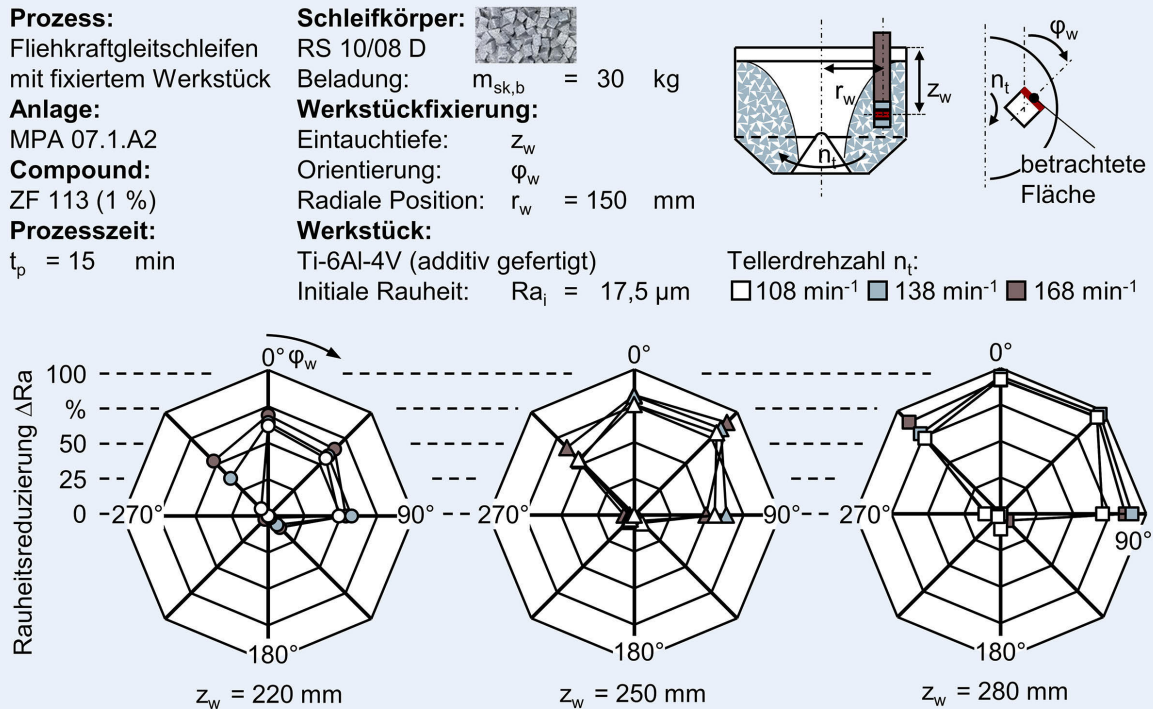 Prozess:
Fliehkraftgleitschleifen
mit fixiertem Werkstück
Anlage:
MPA 07.1.A2
Compound:
ZF 113 (1 %)
Prozesszeit:
tₚ = 15 min
Schleifkörper:
RS 10/08 D
Beladung: m_sk,b = 30 kg
Werkstückfixierung:
Eintauchtiefe: z_w
Orientierung: φ_w
Radiale Position: r_w = 150 mm
Werkstück:
Ti-6Al-4V (additiv gefertigt)
Initiale Rauheit: Ra_i = 17,5 µm
r_w
z_w
n_t
φ_w
n_t
betrachtete
Fläche
Tellerdrehzahl n_t:
108 min⁻¹ 138 min⁻¹ 168 min⁻¹
Rauheitsreduzierung ΔRa
100
%
50
25
0
0° φ_w
270° 90°
180°
z_w = 220 mm
0°
270° 90°
180°
z_w = 250 mm
0°
270° 90°
180°
z_w = 280 mm